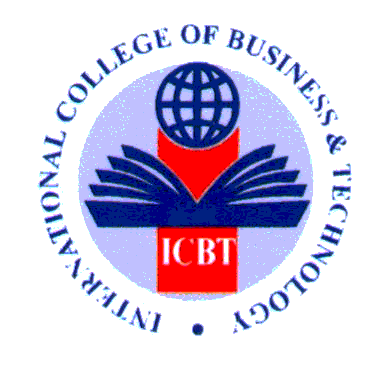 INTERNATIONAL COLLEGE OF BUSINESS & TECHNOLOGY
ICBT